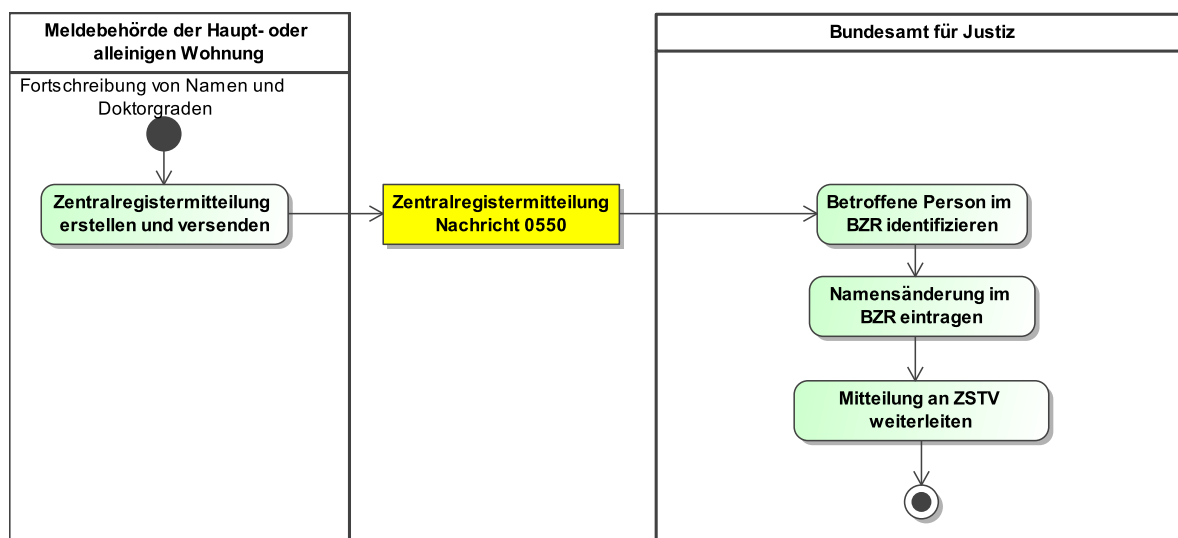 Meldebehörde der Haupt- oder
alleinigen Wohnung
Fortschreibung von Namen und
Doktorgraden
Zentralregistermitteilung
erstellen und versenden
Zentralregistermitteilung
Nachricht 0550
Bundesamt für Justiz
Betroffene Person im
BZR identifizieren
Namensänderung im
BZR eintragen
Mitteilung an ZSTV
weiterleiten